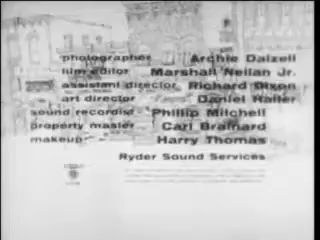 photographer Archie Dalzell
film editor Marshall Neilan Jr.
assistant director Richard Dixon
art director Daniel Haller
sound recordist Phillip Mitchell
property master Carl Brainard
makeup Harry Thomas
Ryder Sound Services